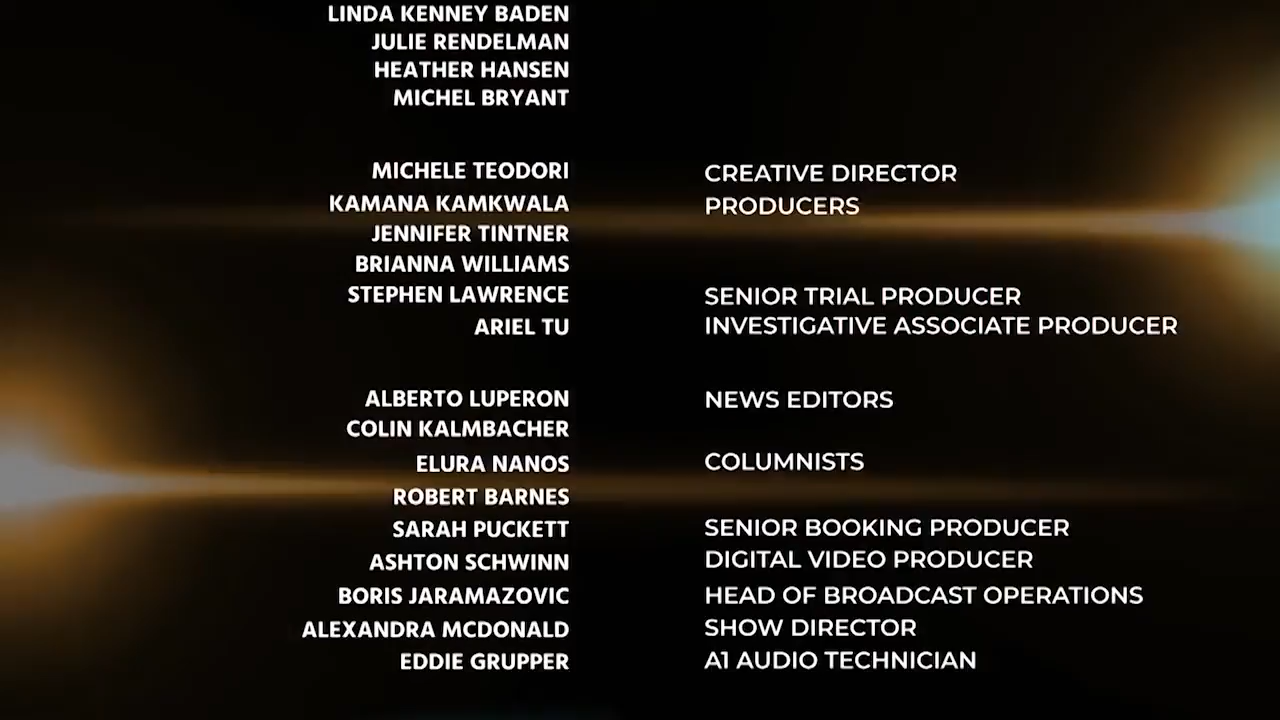 LINDA KENNEY BADEN
JULIE RENDELMAN
HEATHER HANSEN
MICHEL BRYANT
MICHELE TEODORI CREATIVE DIRECTOR
KAMANA KAMKWALA PRODUCERS
JENNIFER TINTNER
BRIANNA WILLIAMS
STEPHEN LAWRENCE SENIOR TRIAL PRODUCER
ARIEL TU INVESTIGATIVE ASSOCIATE PRODUCER
ALBERTO LUPERON NEWS EDITORS
COLIN KALMBACHER
ELURA NANOS COLUMNISTS
ROBERT BARNES
SARAH PUCKETT SENIOR BOOKING PRODUCER
ASHTON SCHWINN DIGITAL VIDEO PRODUCER
BORIS JARAMAZOVIC HEAD OF BROADCAST OPERATIONS
ALEXANDRA MCDONALD SHOW DIRECTOR
EDDIE GRUPPER A1 AUDIO TECHNICIAN